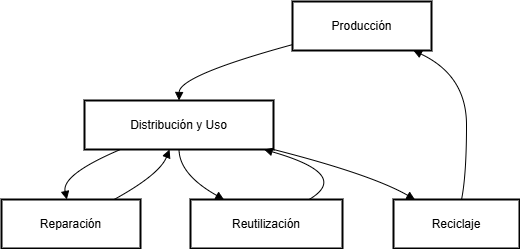 Producción
Distribución y Uso
Reparación
Reutilización
Reciclaje